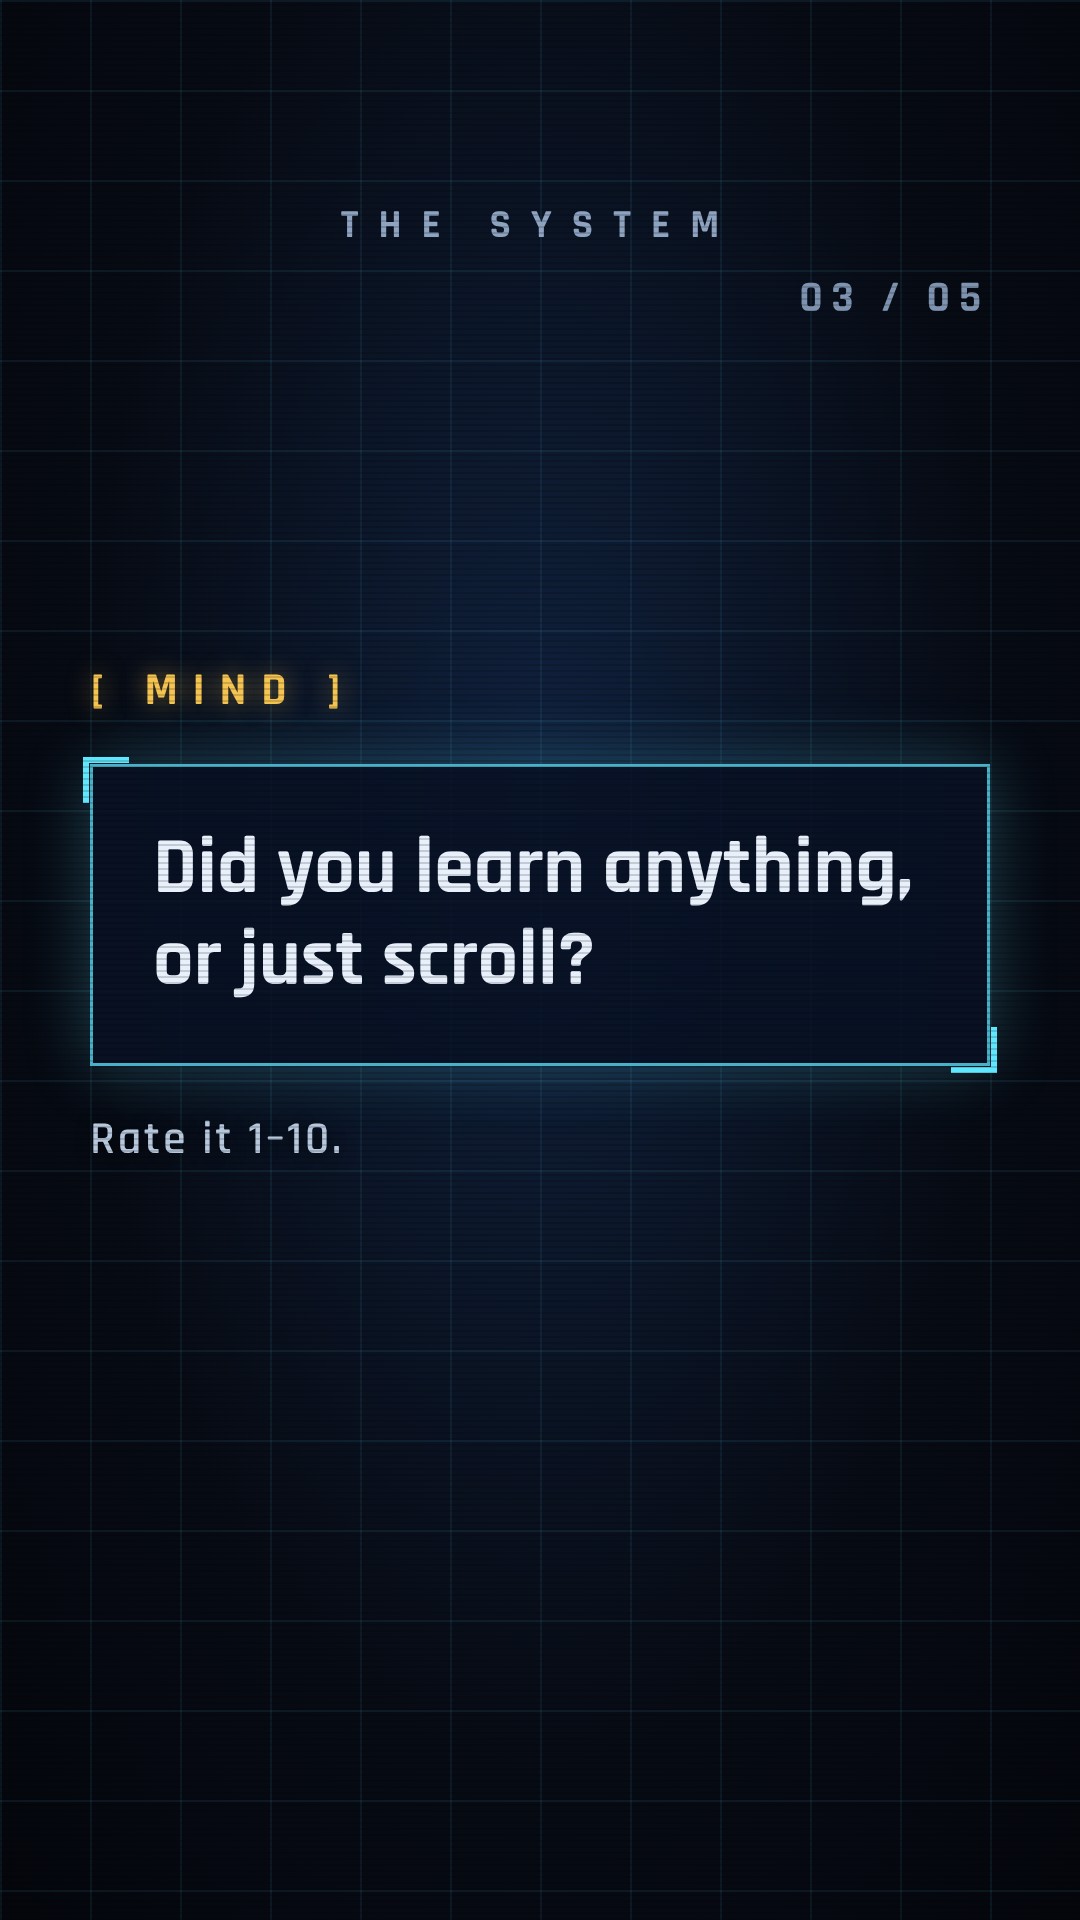 THE SYSTEM
03 / 05
[ MIND ]
Did you learn anything,
or just scroll?
Rate it 1–10.